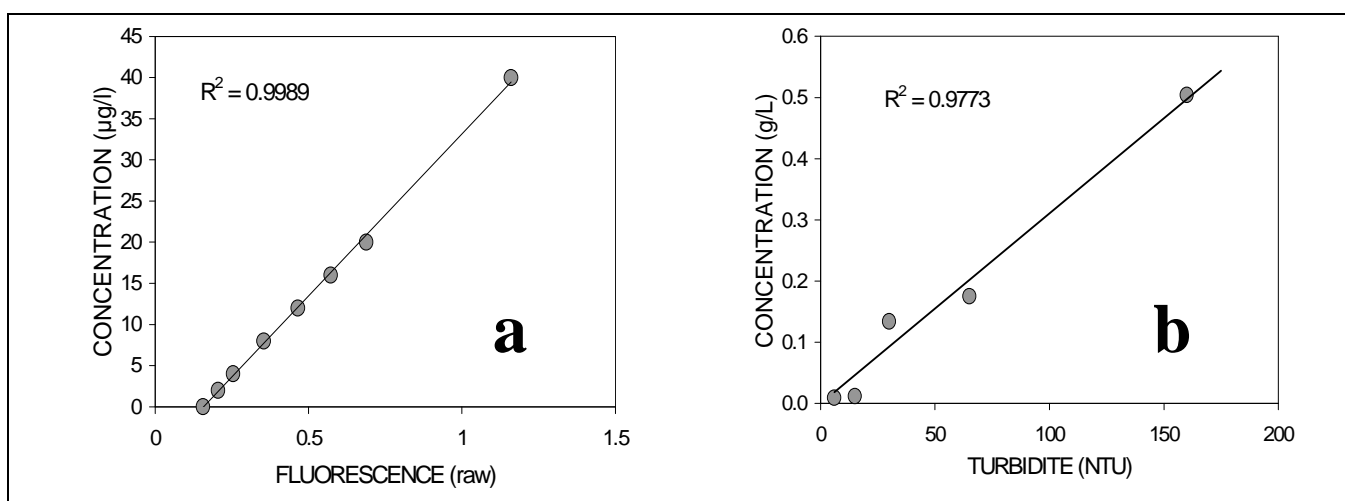 45
40
35
30
25
20
15
10
5
0
CONCENTRATION (µg/l)
R² = 0.9989
a
0 0.5 1 1.5
FLUORESCENCE (raw)
0.6
0.5
0.4
0.3
0.2
0.1
0.0
CONCENTRATION (g/L)
R² = 0.9773
b
0 50 100 150 200
TURBIDITE (NTU)